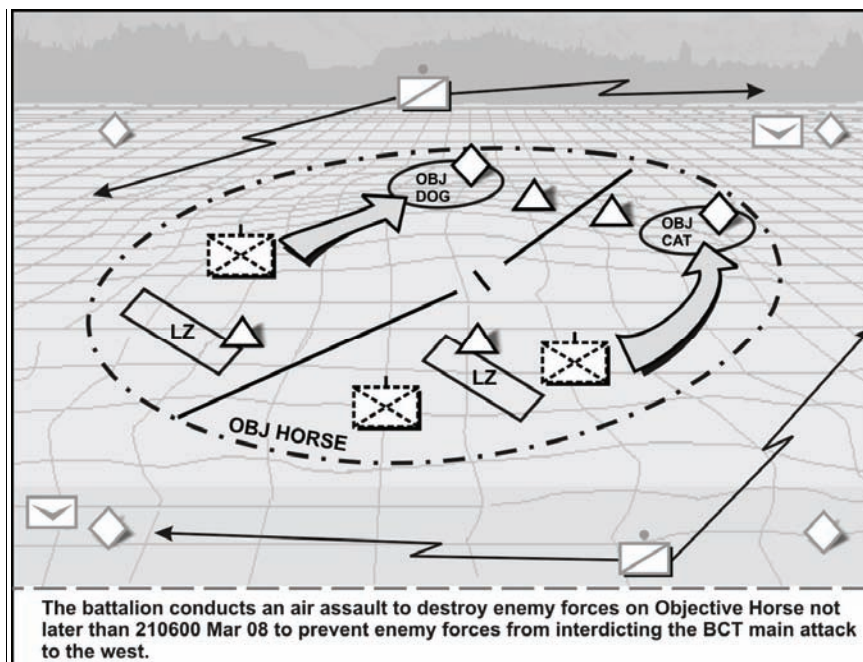 OBJ
DOG
OBJ
CAT
LZ
LZ
OBJ HORSE
The battalion conducts an air assault to destroy enemy forces on Objective Horse not
later than 210600 Mar 08 to prevent enemy forces from interdicting the BCT main attack
to the west.